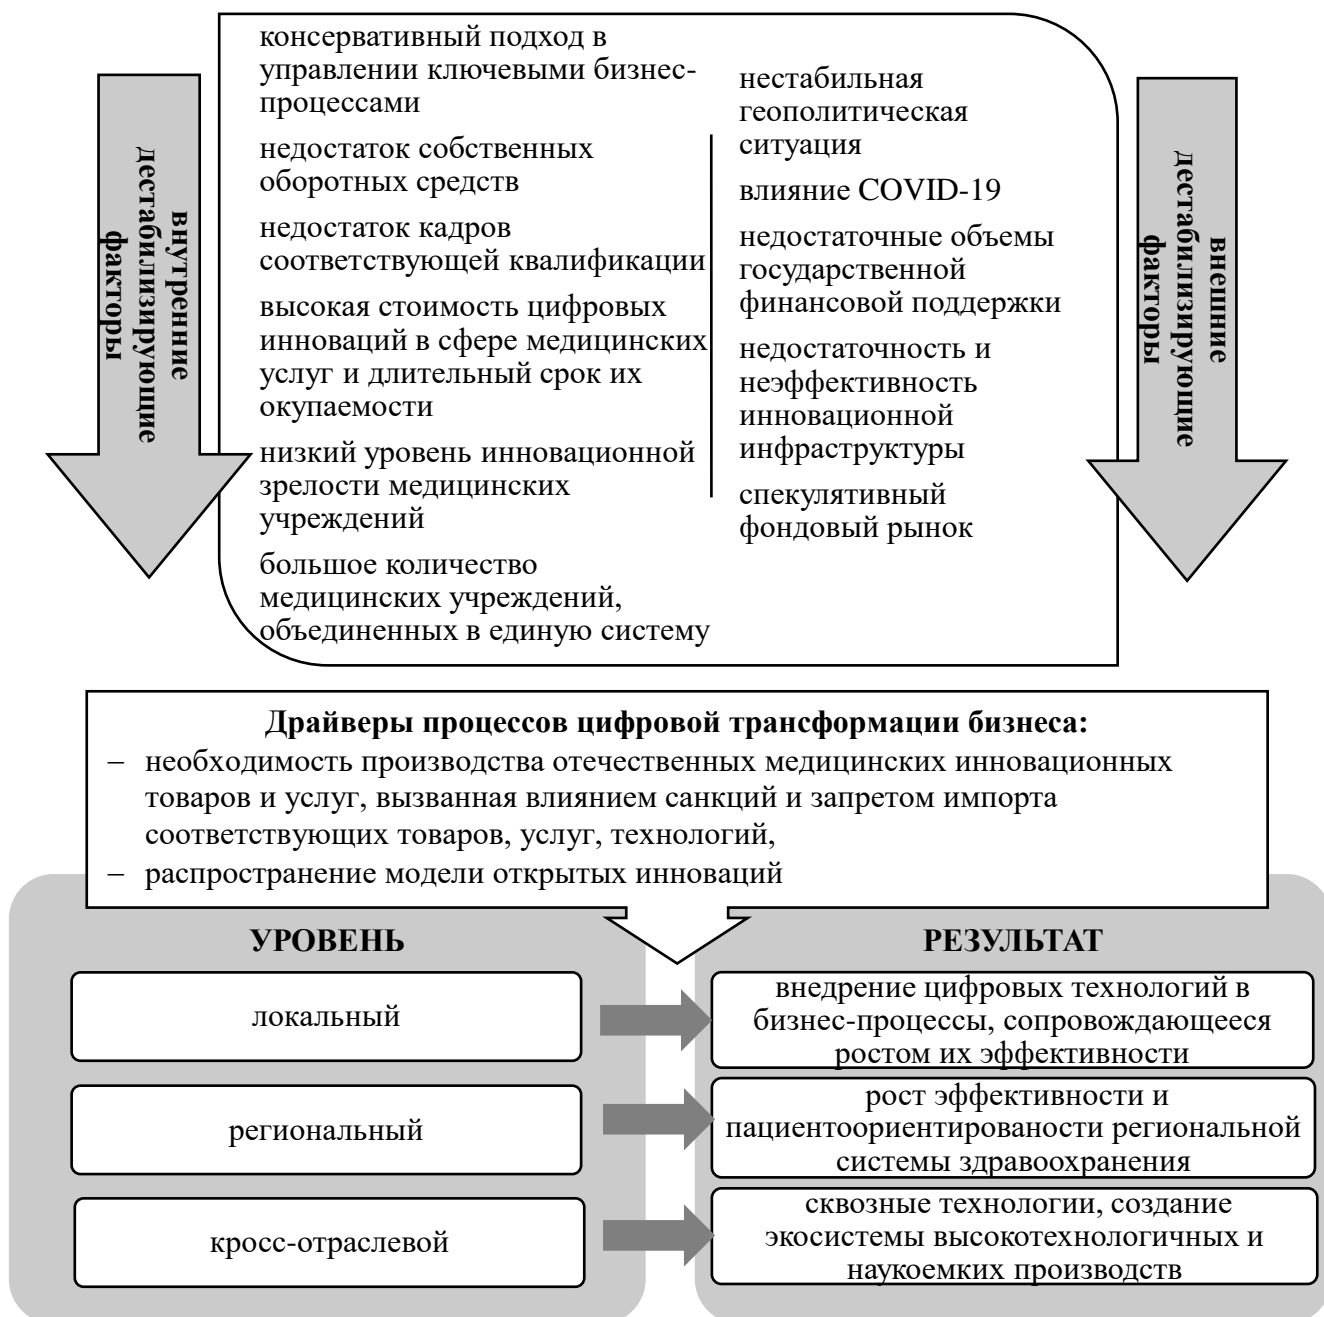 внутренние
дестабилизирующие
факторы
консервативный подход в
управлении ключевыми бизнес-
процессами
недостаток собственных
оборотных средств
недостаток кадров
соответствующей квалификации
высокая стоимость цифровых
инноваций в сфере медицинских
услуг и длительный срок их
окупаемости
низкий уровень инновационной
зрелости медицинских
учреждений
большое количество
медицинских учреждений,
объединенных в единую систему
нестабильная
геополитическая
ситуация
влияние COVID-19
недостаточные объемы
государственной
финансовой поддержки
недостаточность и
неэффективность
инновационной
инфраструктуры
спекулятивный
фондовый рынок
внешние
дестабилизирующие
факторы
Драйверы процессов цифровой трансформации бизнеса:
– необходимость производства отечественных медицинских инновационных
товаров и услуг, вызванная влиянием санкций и запретом импорта
соответствующих товаров, услуг, технологий,
– распространение модели открытых инноваций
УРОВЕНЬ
РЕЗУЛЬТАТ
локальный
внедрение цифровых технологий в
бизнес-процессы, сопровождающееся
ростом их эффективности
региональный
рост эффективности и
пациентоориентированости региональной
системы здравоохранения
кросс-отраслевой
сквозные технологии, создание
экосистемы высокотехнологичных и
наукоемких производств